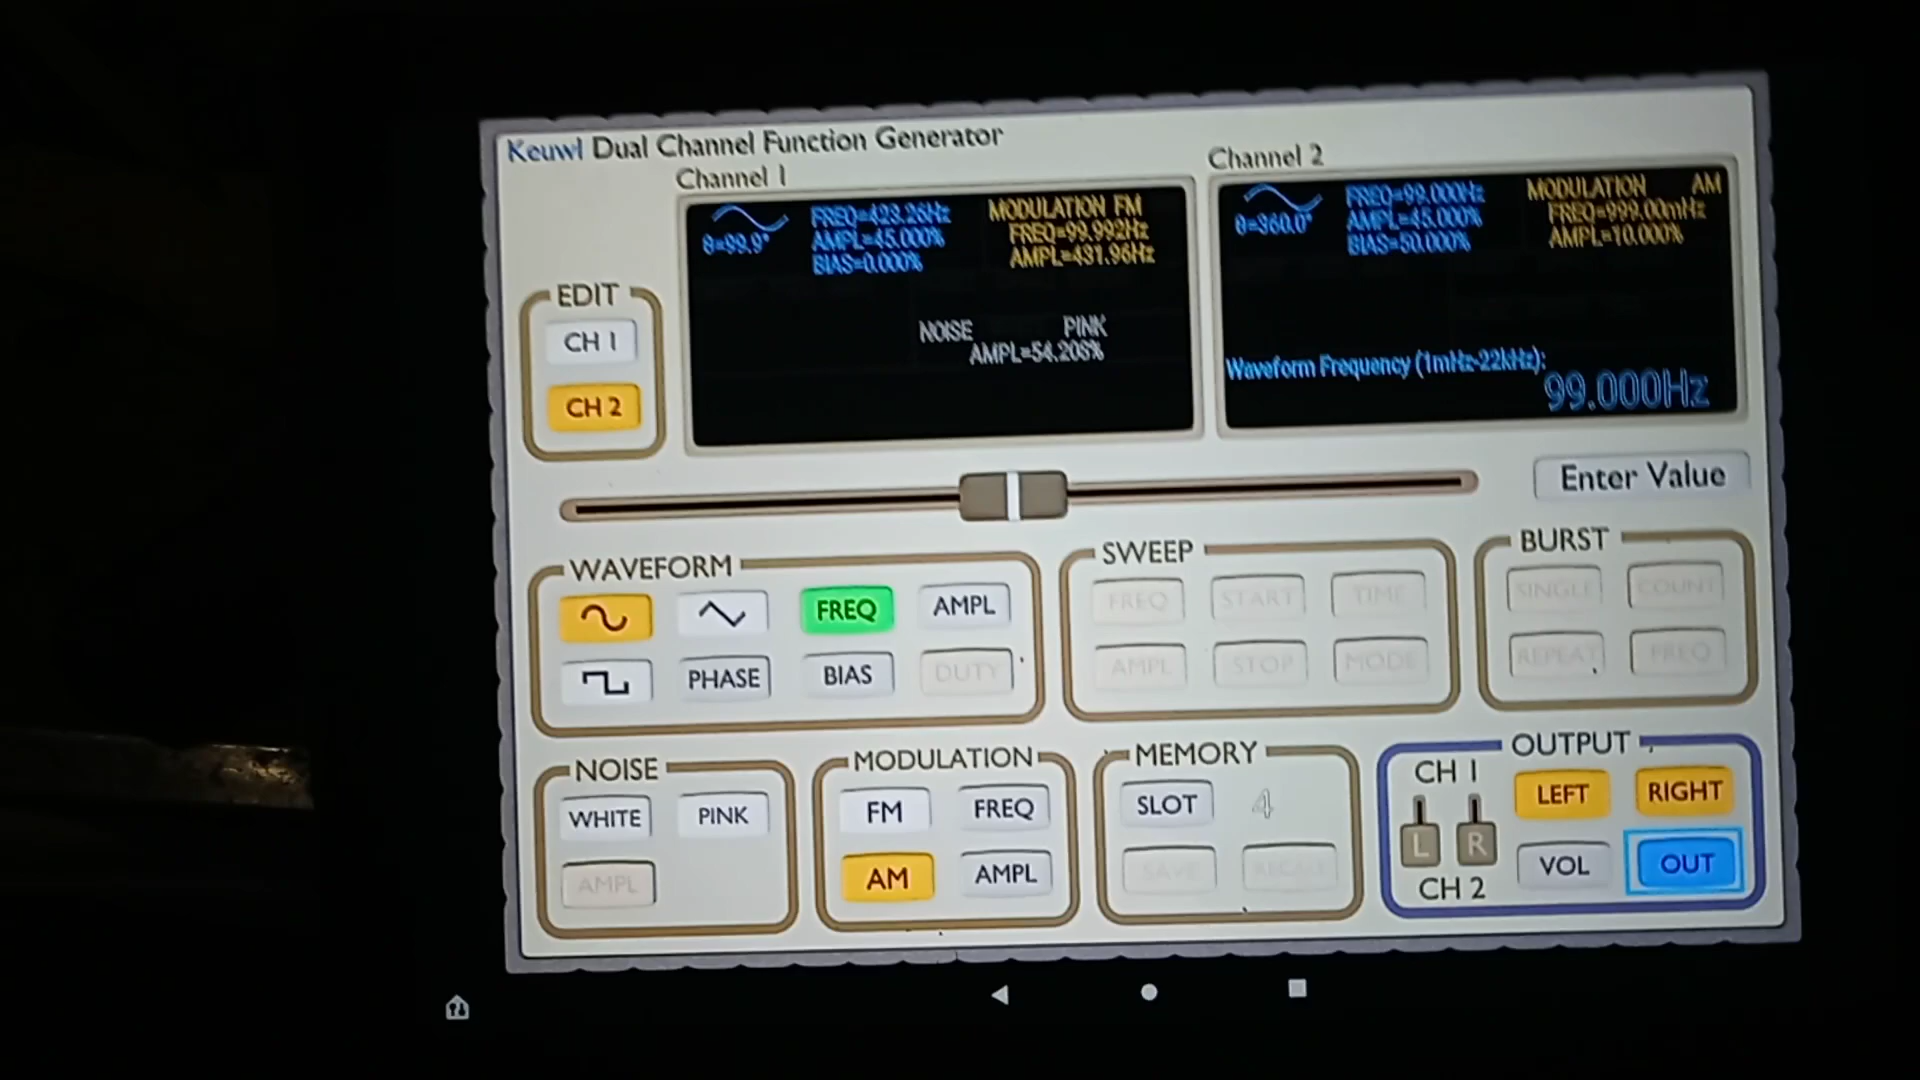 Keuwl Dual Channel Function Generator
Channel 1
θ=99.9°
FREQ=423.26Hz
AMPL=45.000%
BIAS=0.000%
MODULATION FM
FREQ=99.992Hz
AMPL=431.96Hz
NOISE PINK
AMPL=54.208%
Channel 2
θ=360.0°
FREQ=99.000Hz
AMPL=45.000%
BIAS=50.000%
MODULATION AM
FREQ=999.00mHz
AMPL=10.000%
Waveform Frequency (1mHz-22kHz):
99.000Hz
EDIT
CH 1
CH 2
Enter Value
WAVEFORM
FREQ AMPL
PHASE BIAS DUTY
SWEEP
FREQ START TIME
AMPL STOP MODE
BURST
SINGLE COUNT
REPEAT FREQ
NOISE
WHITE PINK
AMPL
MODULATION
FM FREQ
AM AMPL
MEMORY
SLOT 4
SAVE RECALL
OUTPUT
CH 1
L R
CH 2
LEFT RIGHT
VOL OUT